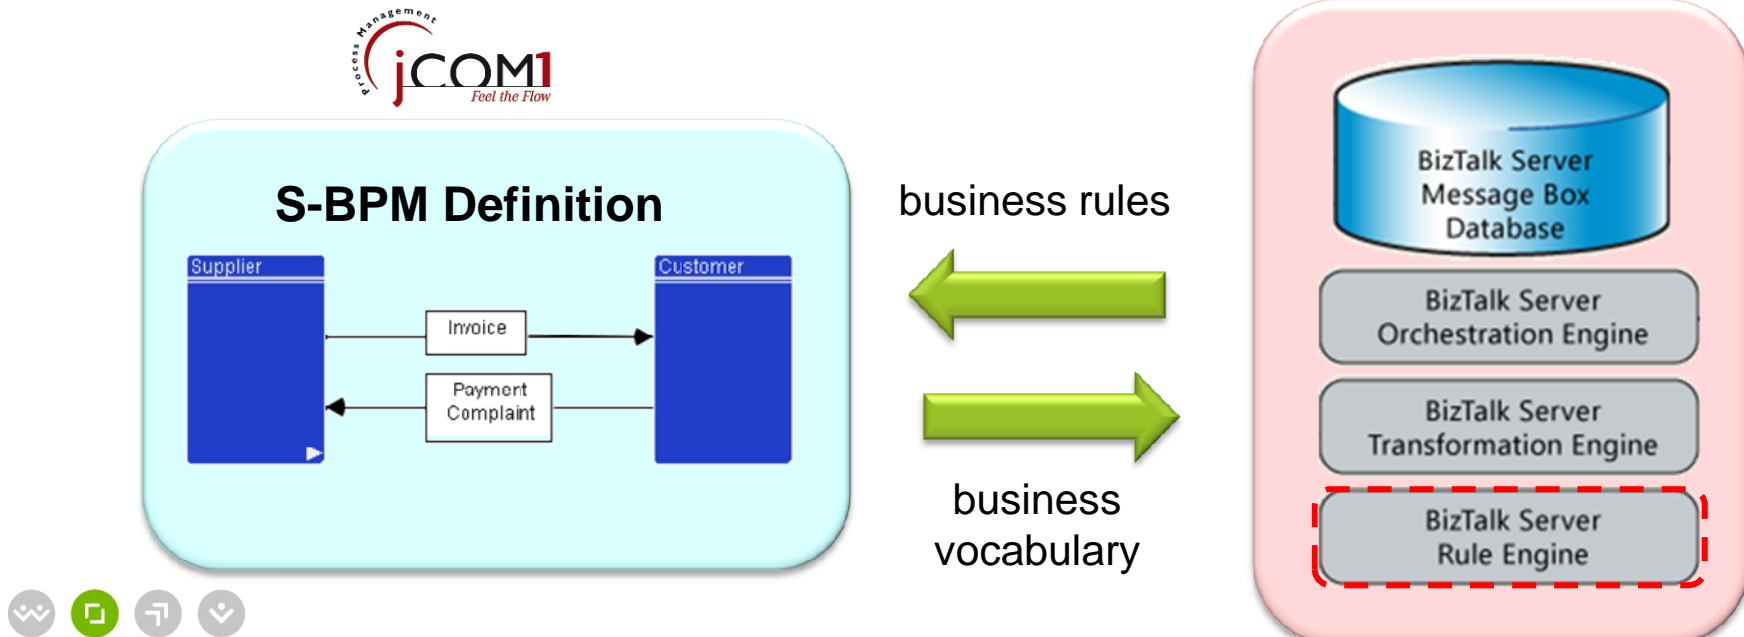 Process Management
jCOM1
Feel the Flow
S-BPM Definition
Supplier
Customer
Invoice
Payment
Complaint
business rules
business
vocabulary
BizTalk Server
Message Box
Database
BizTalk Server
Orchestration Engine
BizTalk Server
Transformation Engine
BizTalk Server
Rule Engine